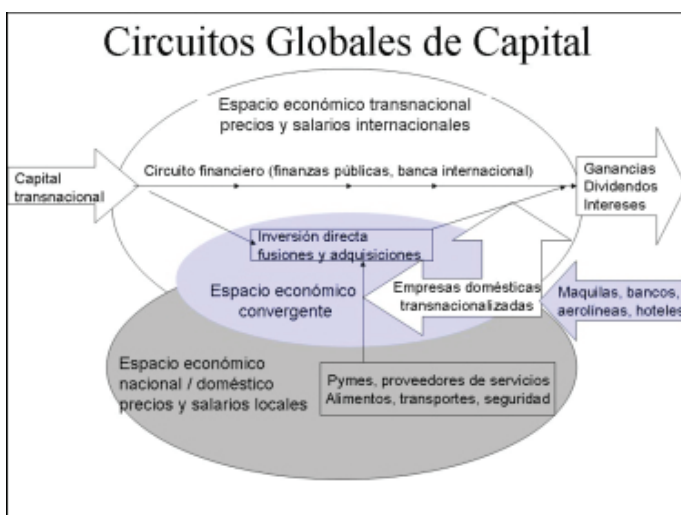 Circuitos Globales de Capital
Espacio económico transnacional
precios y salarios internacionales
Capital
transnacional
Circuito financiero (finanzas públicas, banca internacional)
Ganancias
Dividendos
Intereses
Inversión directa
fusiones y adquisiciones
Espacio económico
convergente
Empresas domésticas
transnacionalizadas
Maquilas, bancos,
aerolíneas, hoteles
Espacio económico
nacional / doméstico
precios y salarios locales
Pymes, proveedores de servicios
Alimentos, transportes, seguridad